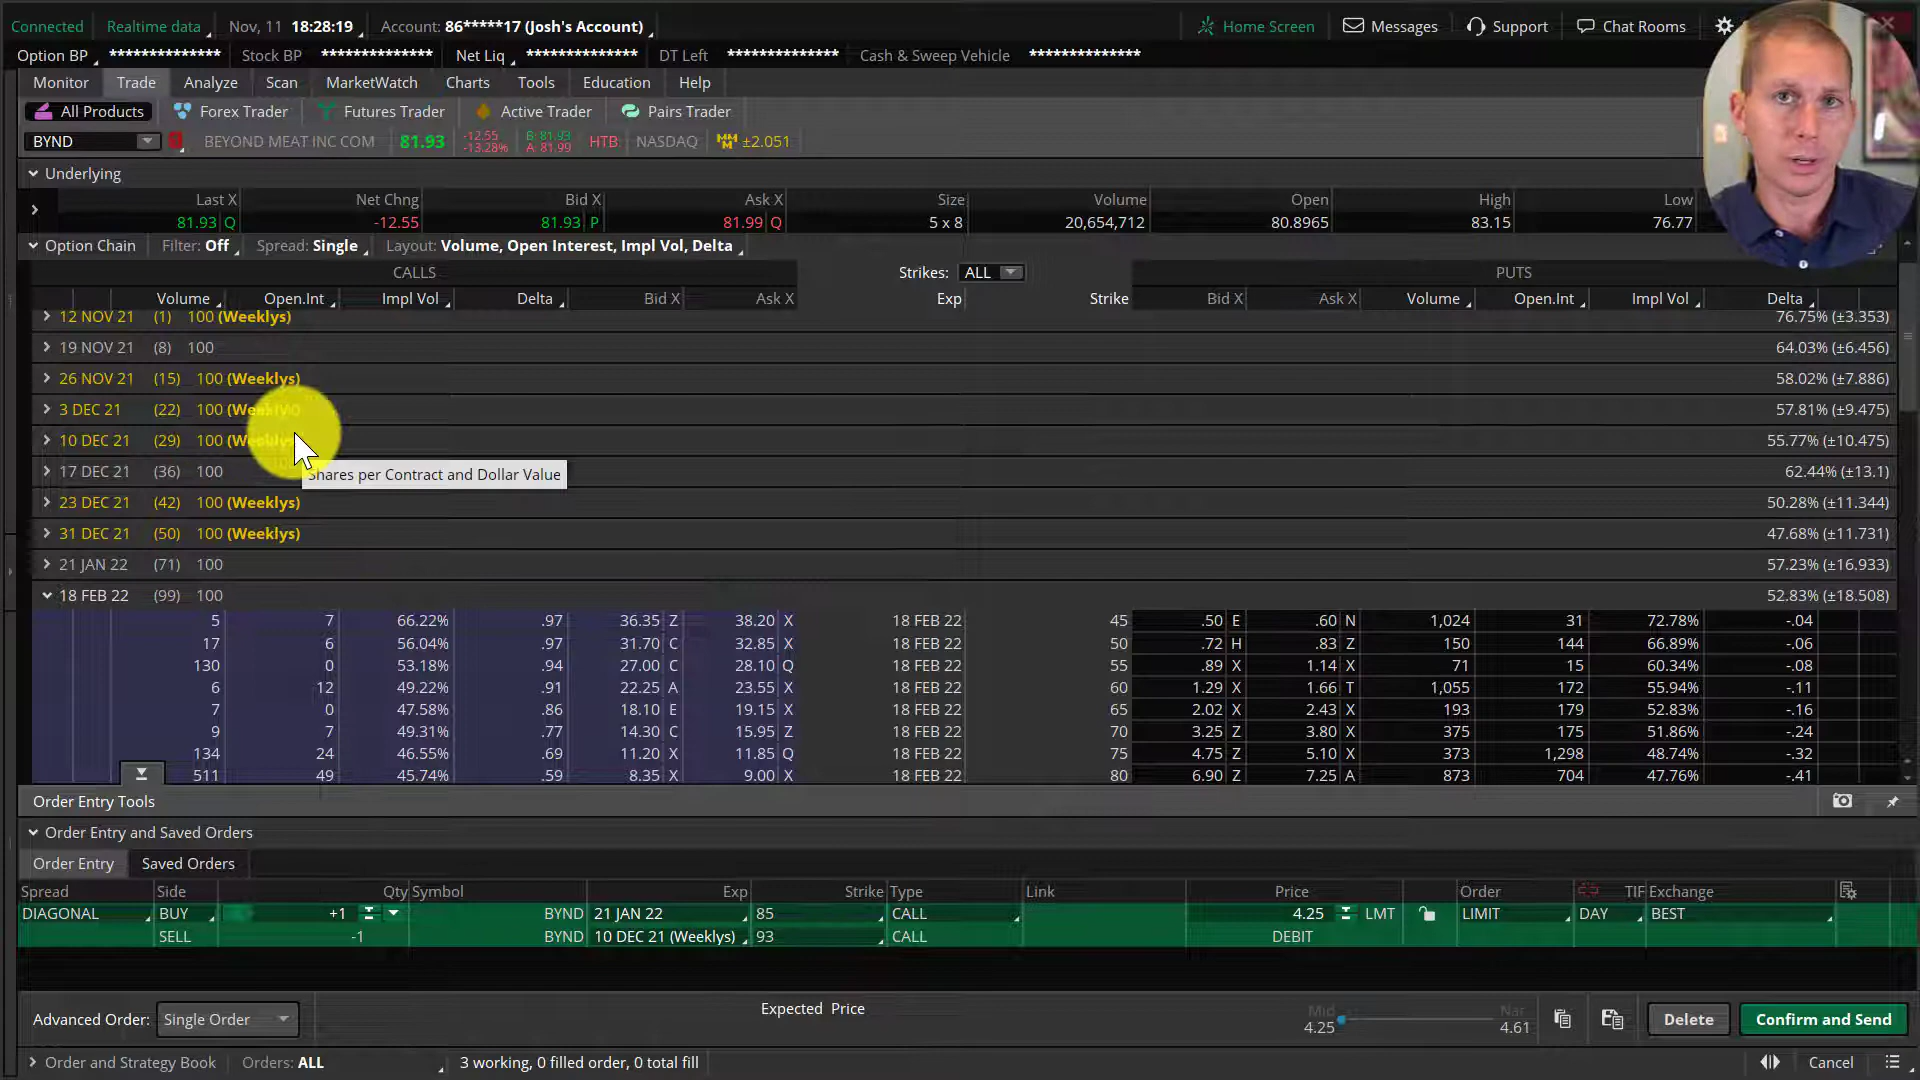 Connected Realtime data Nov, 11 18:28:19 Account: 86*****17 (Josh's Account) Home Screen Messages Support Chat Rooms
Option BP ************** Stock BP ************** Net Liq ************** DT Left ************** Cash & Sweep Vehicle **************
Monitor Trade Analyze Scan MarketWatch Charts Tools Education Help
All Products Forex Trader Futures Trader Active Trader Pairs Trader
BYND BEYOND MEAT INC COM 81.93 -12.55 -13.28% B: 81.93 A: 81.99 HTB NASDAQ ±2.051
Underlying
Last X Net Chng Bid X Ask X Size Volume Open High Low
81.93 Q -12.55 81.93 P 81.99 Q 5 x 8 20,654,712 80.8965 83.15 76.77
Option Chain Filter: Off Spread: Single Layout: Volume, Open Interest, Impl Vol, Delta
CALLS Strikes: ALL PUTS
Volume Open.Int Impl Vol Delta Bid X Ask X Exp Strike Bid X Ask X Volume Open.Int Impl Vol Delta
12 NOV 21 (1) 100 (Weeklys) 76.75% (±3.353)
19 NOV 21 (8) 100 64.03% (±6.456)
26 NOV 21 (15) 100 (Weeklys) 58.02% (±7.886)
3 DEC 21 (22) 100 (Weeklys) 57.81% (±9.475)
10 DEC 21 (29) 100 (Weeklys) 55.77% (±10.475)
17 DEC 21 (36) 100 62.44% (±13.1)
Shares per Contract and Dollar Value
23 DEC 21 (42) 100 (Weeklys) 50.28% (±11.344)
31 DEC 21 (50) 100 (Weeklys) 47.68% (±11.731)
21 JAN 22 (71) 100 57.23% (±16.933)
18 FEB 22 (99) 100 52.83% (±18.508)
5 7 66.22% .97 36.35 Z 38.20 X 18 FEB 22 45 .50 E .60 N 1,024 31 72.78% -.04
17 6 56.04% .97 31.70 C 32.85 X 18 FEB 22 50 .72 H .83 Z 150 144 66.89% -.06
130 0 53.18% .94 27.00 C 28.10 Q 18 FEB 22 55 .89 X 1.14 X 71 15 60.34% -.08
6 12 49.22% .91 22.25 A 23.55 X 18 FEB 22 60 1.29 X 1.66 T 1,055 172 55.94% -.11
7 0 47.58% .86 18.10 E 19.15 X 18 FEB 22 65 2.02 X 2.43 X 193 179 52.83% -.16
9 7 49.31% .77 14.30 C 15.95 Z 18 FEB 22 70 3.25 Z 3.80 X 375 175 51.86% -.24
134 24 46.55% .69 11.20 X 11.85 Q 18 FEB 22 75 4.75 Z 5.10 X 373 1,298 48.74% -.32
511 49 45.74% .59 8.35 X 9.00 X 18 FEB 22 80 6.90 Z 7.25 A 873 704 47.76% -.41
Order Entry Tools
Order Entry and Saved Orders
Order Entry Saved Orders
Spread Side Qty Symbol Exp Strike Type Link Price Order TIF Exchange
DIAGONAL BUY +1 BYND 21 JAN 22 85 CALL 4.25 LMT LIMIT DAY BEST
SELL -1 BYND 10 DEC 21 (Weeklys) 93 CALL DEBIT
Advanced Order: Single Order Expected Price Mid 4.25 Nat 4.61 Delete Confirm and Send
Order and Strategy Book Orders: ALL 3 working, 0 filled order, 0 total fill Cancel